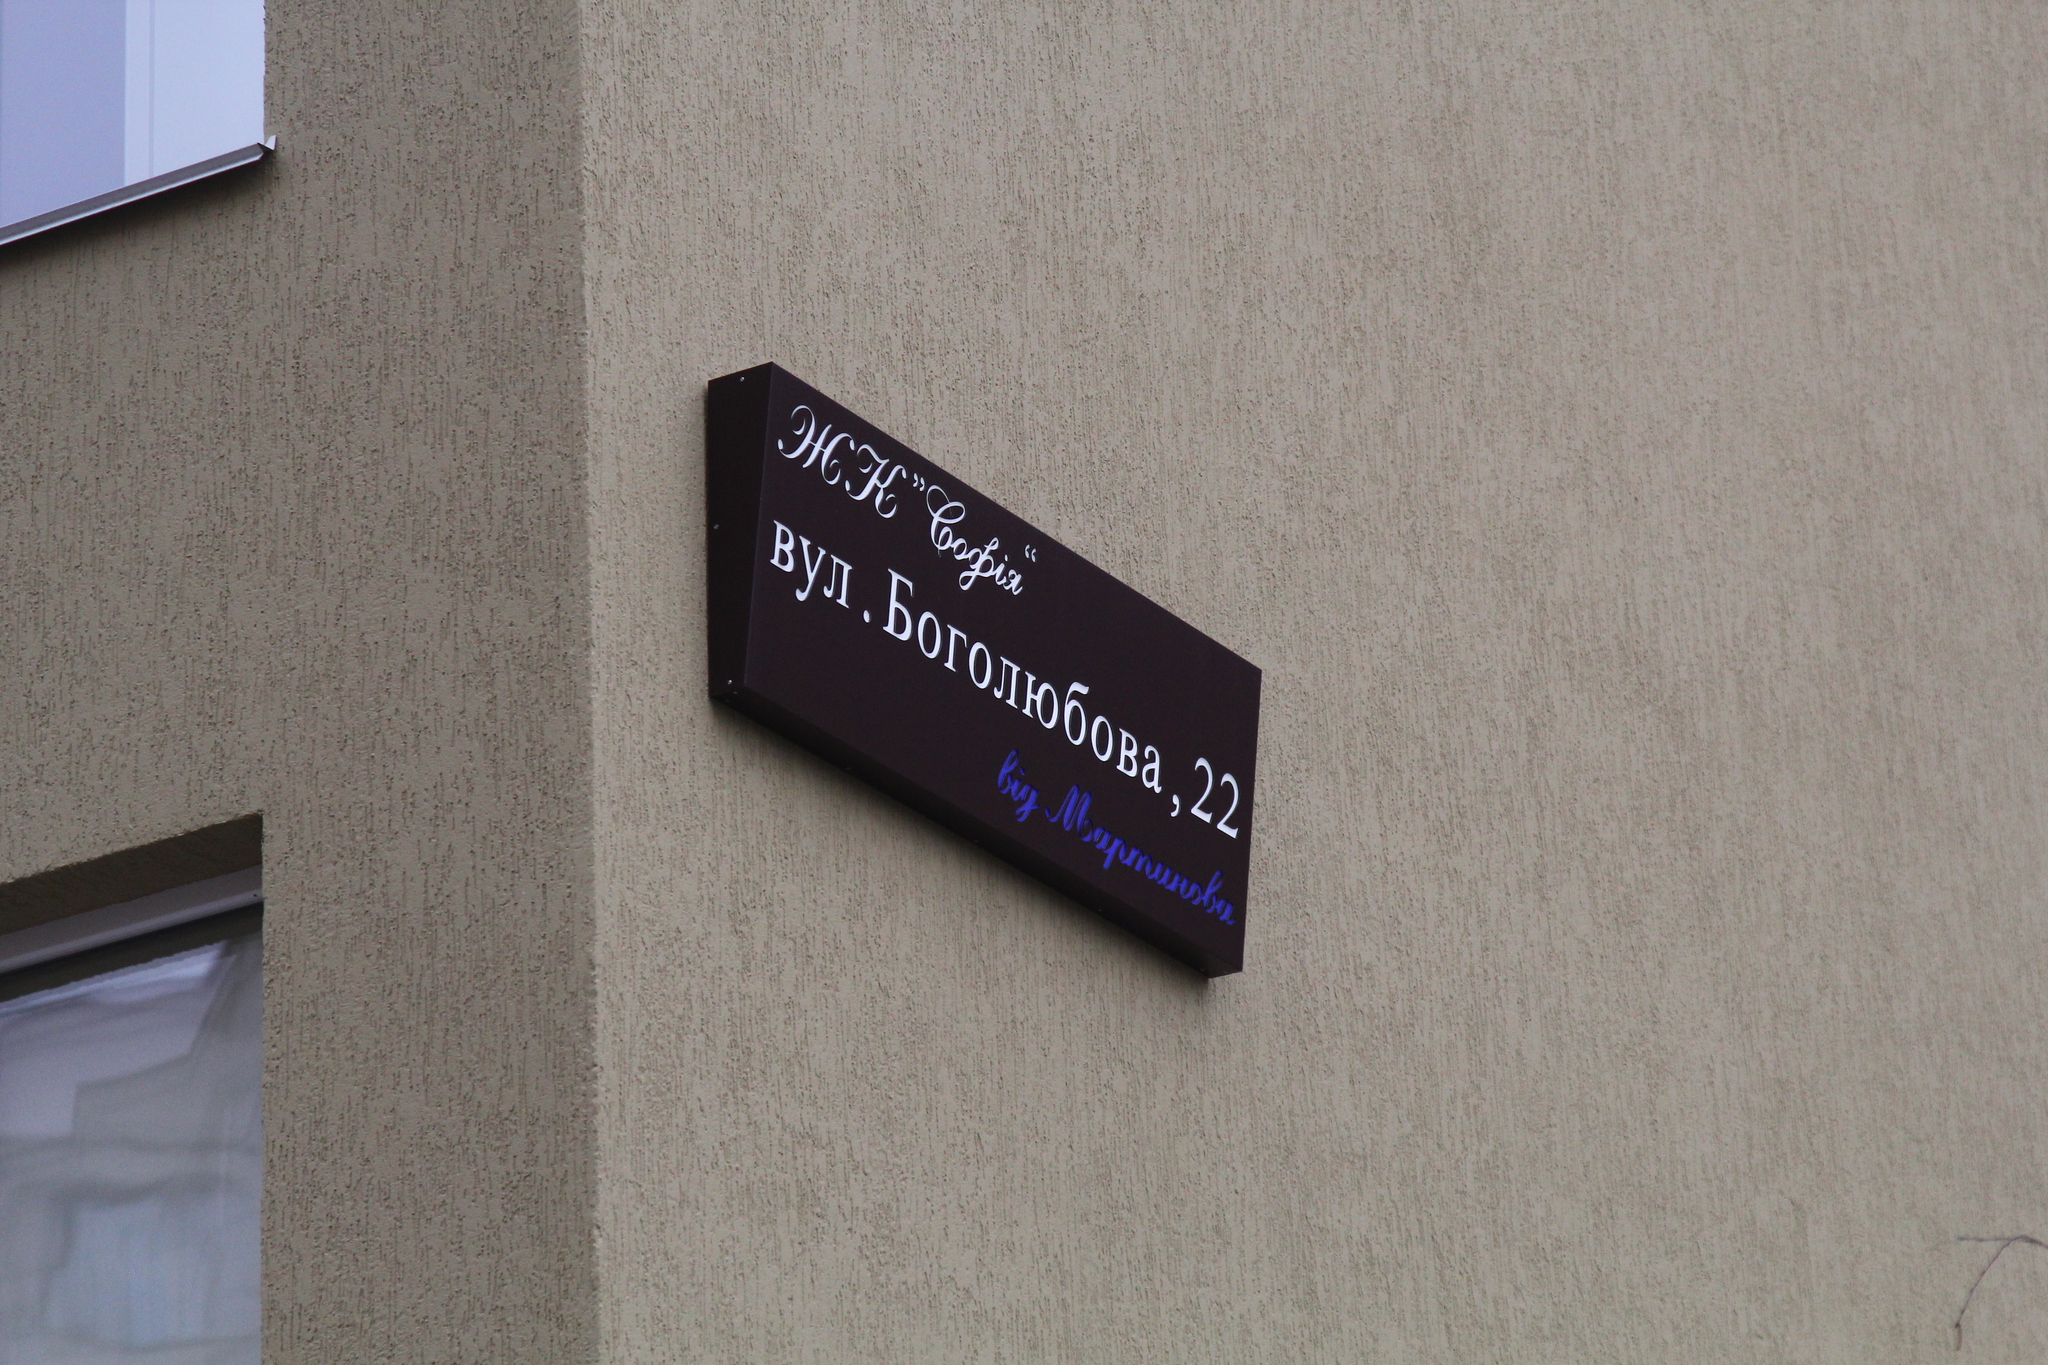 ЖК "Софія"
вул. Боголюбова, 22
від Мартинова